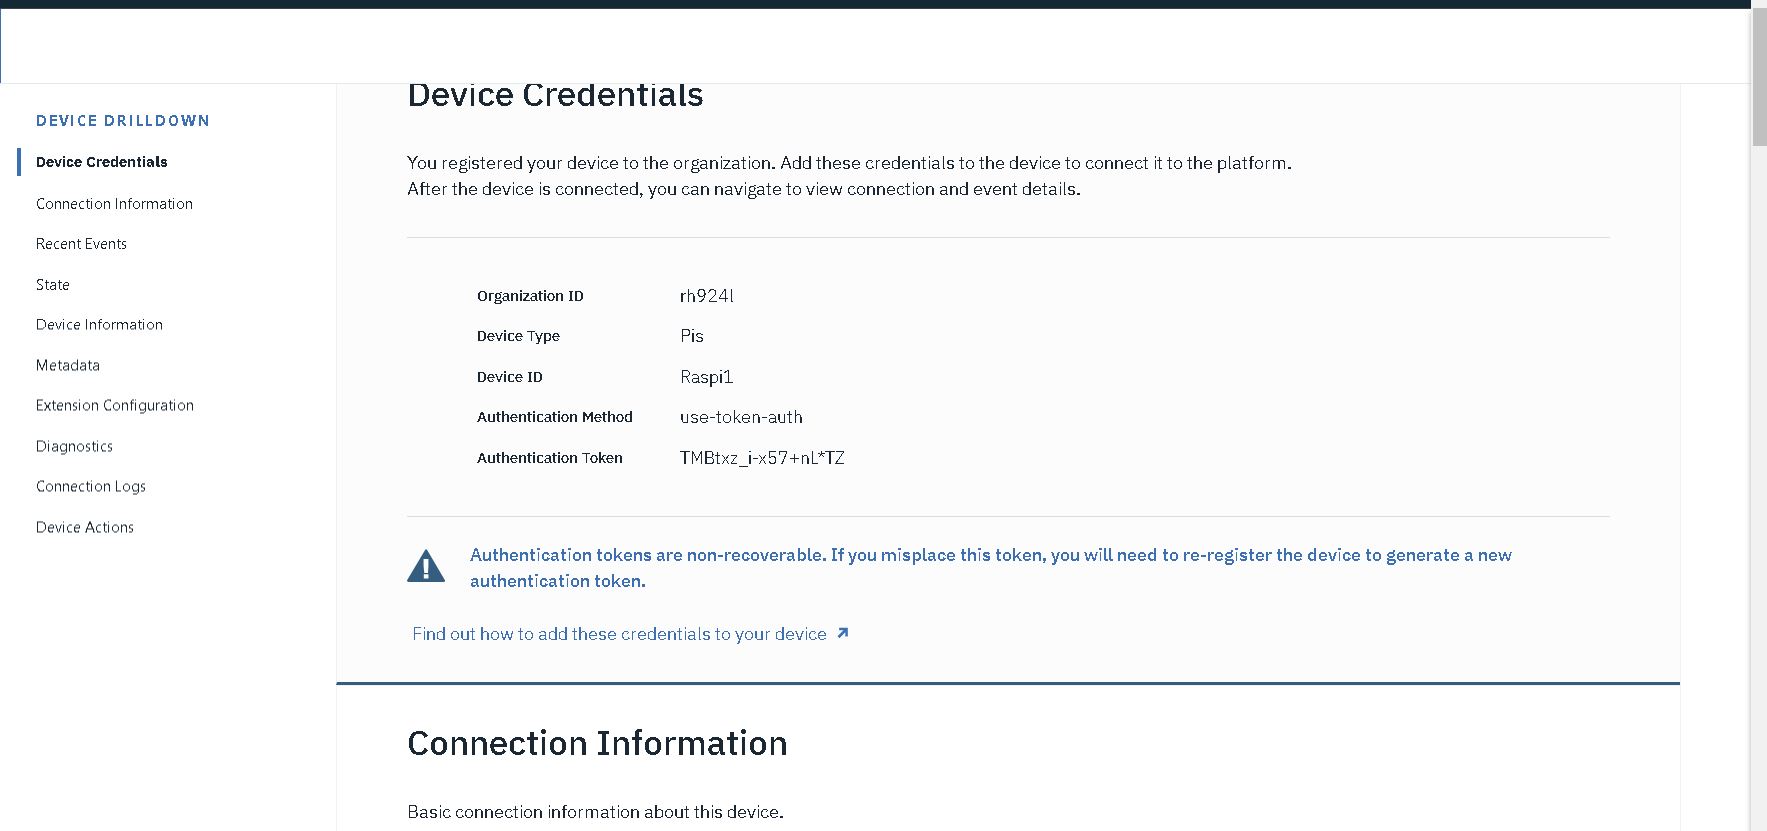 Device Credentials
DEVICE DRILLDOWN
Device Credentials
Connection Information
Recent Events
State
Device Information
Metadata
Extension Configuration
Diagnostics
Connection Logs
Device Actions
You registered your device to the organization. Add these credentials to the device to connect it to the platform.
After the device is connected, you can navigate to view connection and event details.
Organization ID rh924l
Device Type Pis
Device ID Raspi1
Authentication Method use-token-auth
Authentication Token TMBtxz_i-x57+nL*TZ
Authentication tokens are non-recoverable. If you misplace this token, you will need to re-register the device to generate a new
authentication token.
Find out how to add these credentials to your device
Connection Information
Basic connection information about this device.